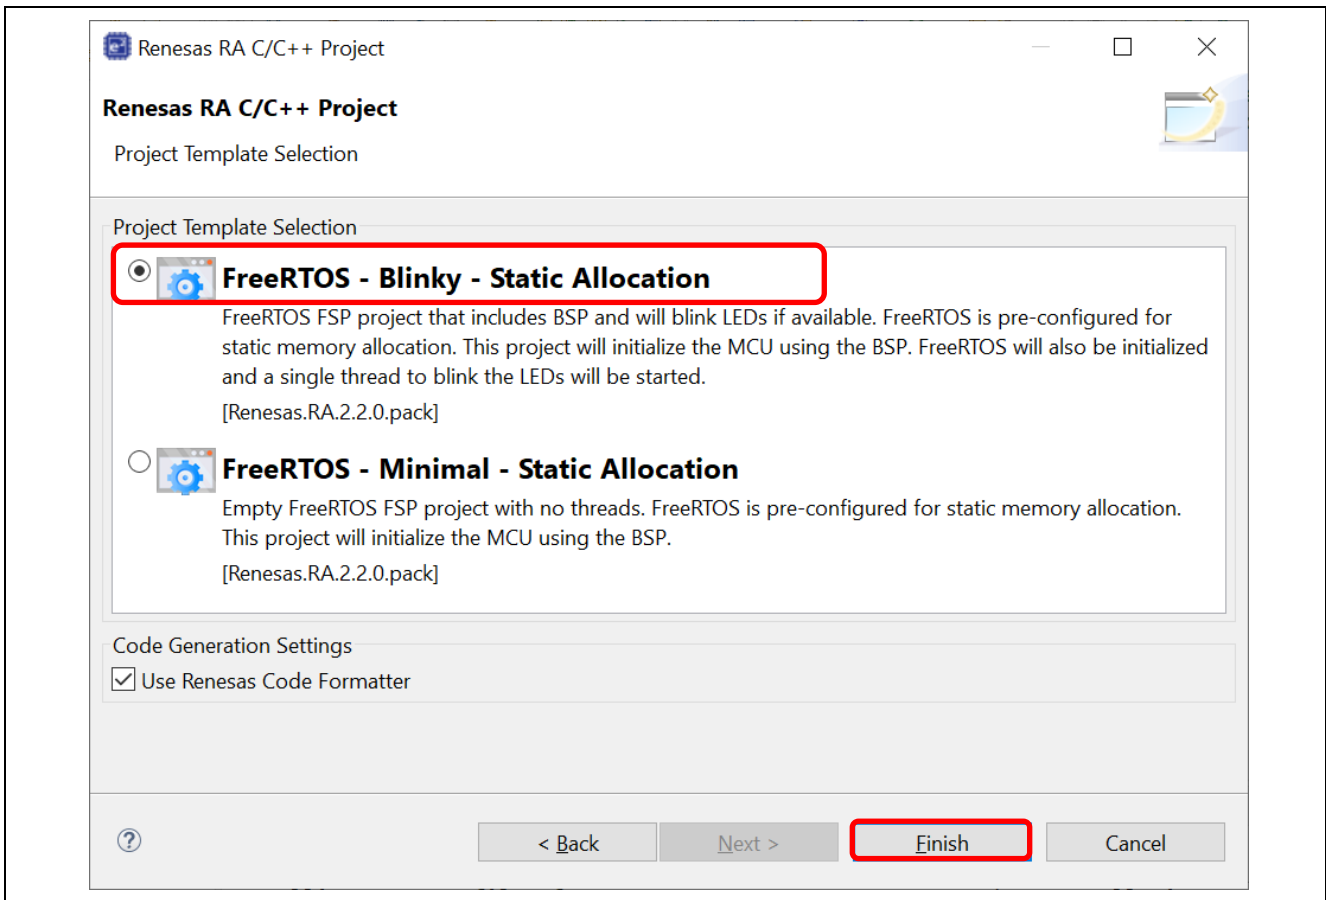 Renesas RA C/C++ Project
Renesas RA C/C++ Project
Project Template Selection
Project Template Selection
FreeRTOS - Blinky - Static Allocation
FreeRTOS FSP project that includes BSP and will blink LEDs if available. FreeRTOS is pre-configured for
static memory allocation. This project will initialize the MCU using the BSP. FreeRTOS will also be initialized
and a single thread to blink the LEDs will be started.
[Renesas.RA.2.2.0.pack]
FreeRTOS - Minimal - Static Allocation
Empty FreeRTOS FSP project with no threads. FreeRTOS is pre-configured for static memory allocation.
This project will initialize the MCU using the BSP.
[Renesas.RA.2.2.0.pack]
Code Generation Settings
Use Renesas Code Formatter
< Back
Next >
Finish
Cancel